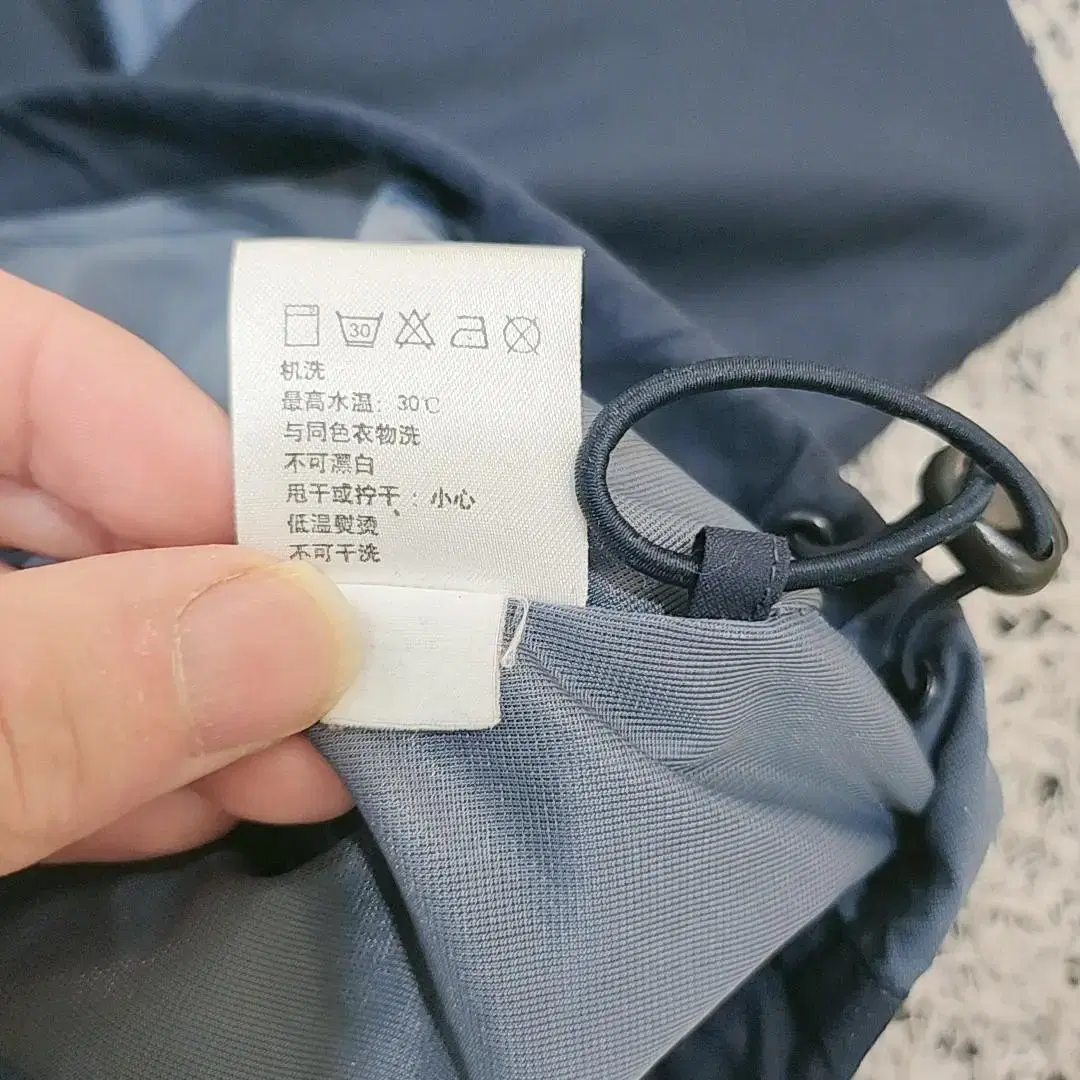 30
机洗
最高水温: 30℃
与同色衣物洗
不可漂白
甩干或拧干: 小心
低温熨烫
不可干洗